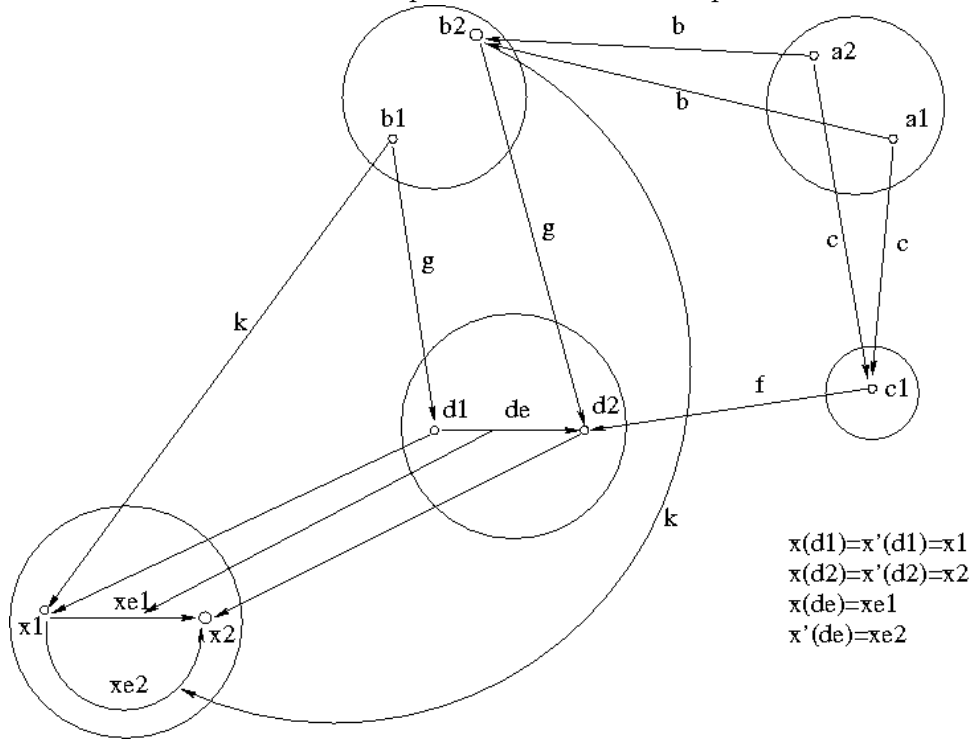 b2
b
a2
b
a1
b1
c
c
g
g
k
f
c1
d1
de
d2
k
x(d1)=x'(d1)=x1
x(d2)=x'(d2)=x2
x(de)=xe1
x'(de)=xe2
xe1
x1
x2
xe2